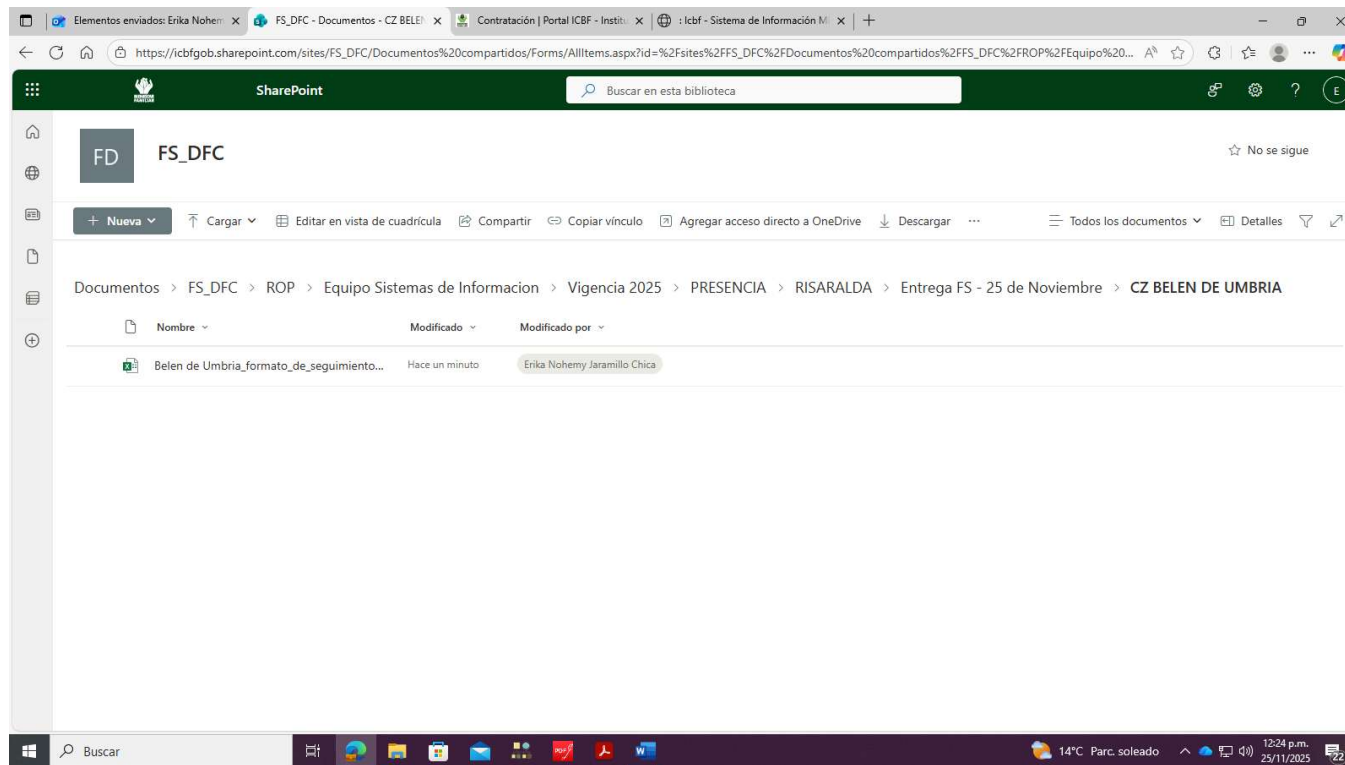 Elementos enviados: Erika Nohem
FS_DFC - Documentos - CZ BELEN
Contratación | Portal ICBF - Institu
: Icbf - Sistema de Información Mi
https://icbfgob.sharepoint.com/sites/FS_DFC/Documentos%20compartidos/Forms/AllItems.aspx?id=%2Fsites%2FFS_DFC%2FDocumentos%20compartidos%2FFS_DFC%2FROP%2FEquipo%20...
SharePoint
Buscar en esta biblioteca
E
FD
FS_DFC
No se sigue
Nueva
Cargar
Editar en vista de cuadrícula
Compartir
Copiar vínculo
Agregar acceso directo a OneDrive
Descargar
...
Todos los documentos
Detalles
Documentos > FS_DFC > ROP > Equipo Sistemas de Informacion > Vigencia 2025 > PRESENCIA > RISARALDA > Entrega FS - 25 de Noviembre > CZ BELEN DE UMBRIA
Nombre
Modificado
Modificado por
Belen de Umbria_formato_de_seguimiento...
Hace un minuto
Erika Nohemy Jaramillo Chica
Buscar
14°C Parc. soleado
12:24 p.m.
25/11/2025
22